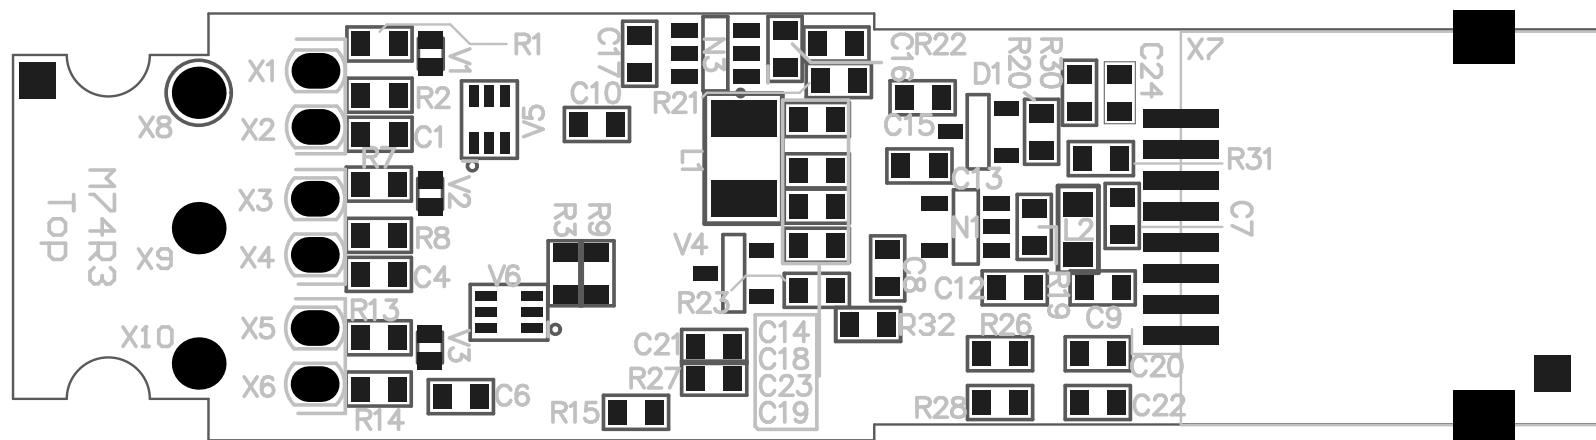 M74R3
Top
X8
X9
X10
X1
X2
X3
X4
X5
X6
R1
V1
R2
C1
R7
V2
R8
C4
R13
V3
R14
C6
V5
V6
C10
R3
R9
C17
N3
R21
L1
C16
R22
V4
R23
C21
R27
R15
C14
C18
C23
C19
C15
C13
D1
R20
R30
C24
X7
R31
C7
N1
L2
C8
C12
R19
C9
R32
R26
R28
C20
C22